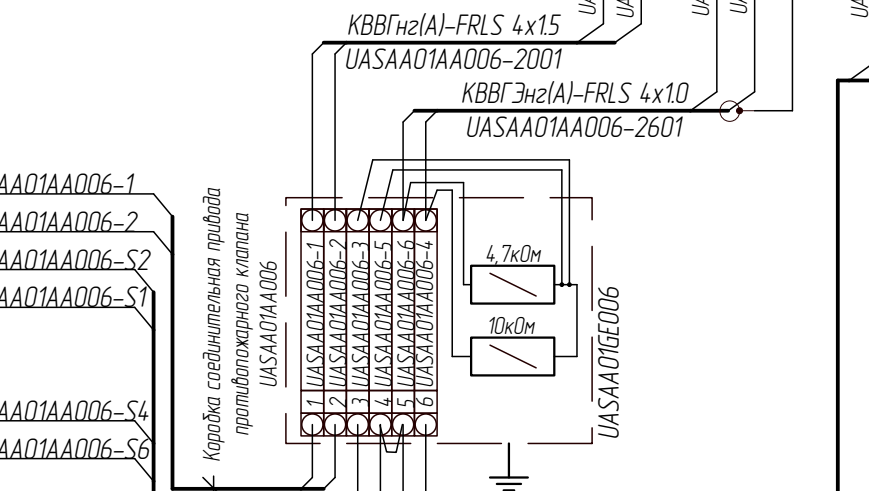 КВВГнг(А)-FRLS 4x1.5
UASAA01AA006-2001
КВВГЭнг(А)-FRLS 4x1.0
UASAA01AA006-2601
AA01AA006-1
AA01AA006-2
AA01AA006-S2
AA01AA006-S1
AA01AA006-S4
AA01AA006-S6
Коробка соединительная привода
противопожарного клапана
UASAA01AA006
UASAA01AA006-1
UASAA01AA006-2
UASAA01AA006-3
UASAA01AA006-5
UASAA01AA006-6
UASAA01AA006-4
1
2
3
4
5
6
4,7кОм
10кОм
UASAA01GE006